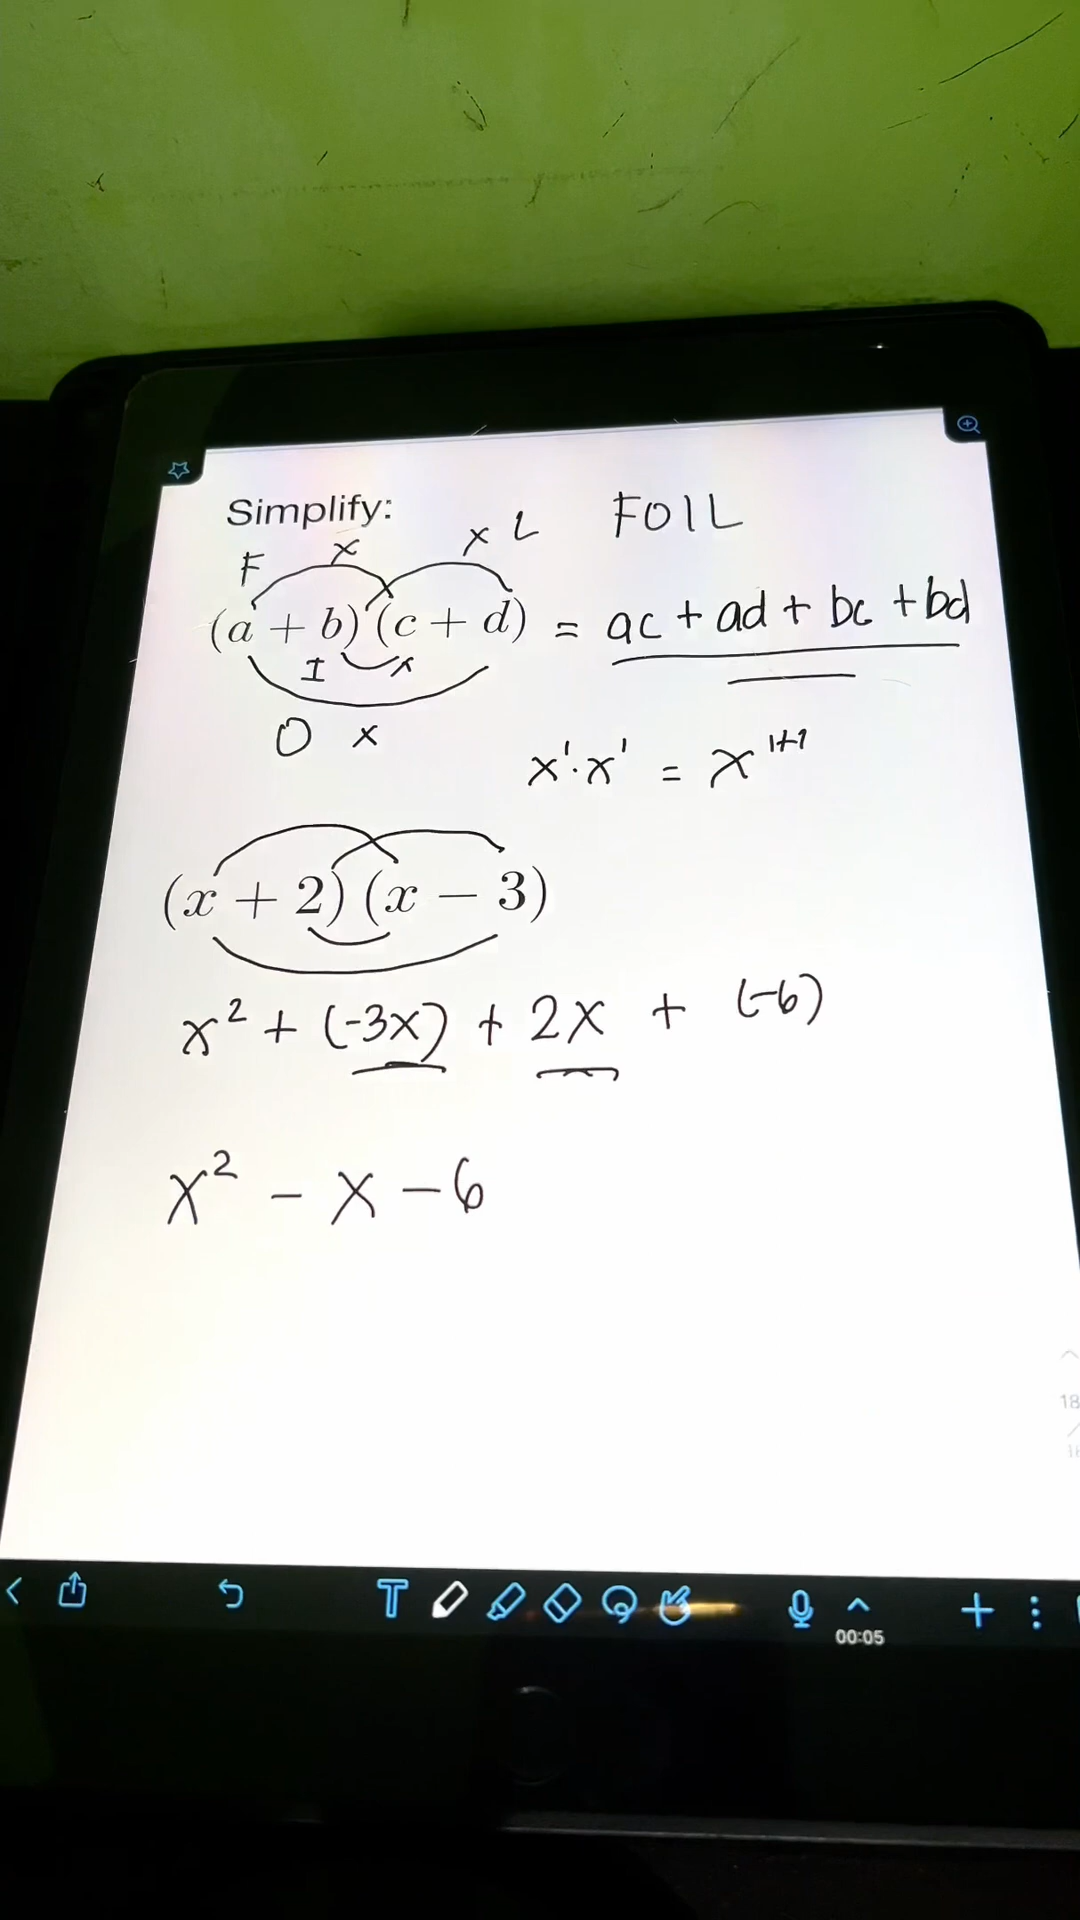 Simplify: FOIL
F x x L
(a + b)(c + d) = ac + ad + bc + bd
I x
O x
x¹·x¹ = x¹⁺¹
(x + 2)(x − 3)
x² + (-3x) + 2x + (-6)
x² - x - 6
18
T
00:05